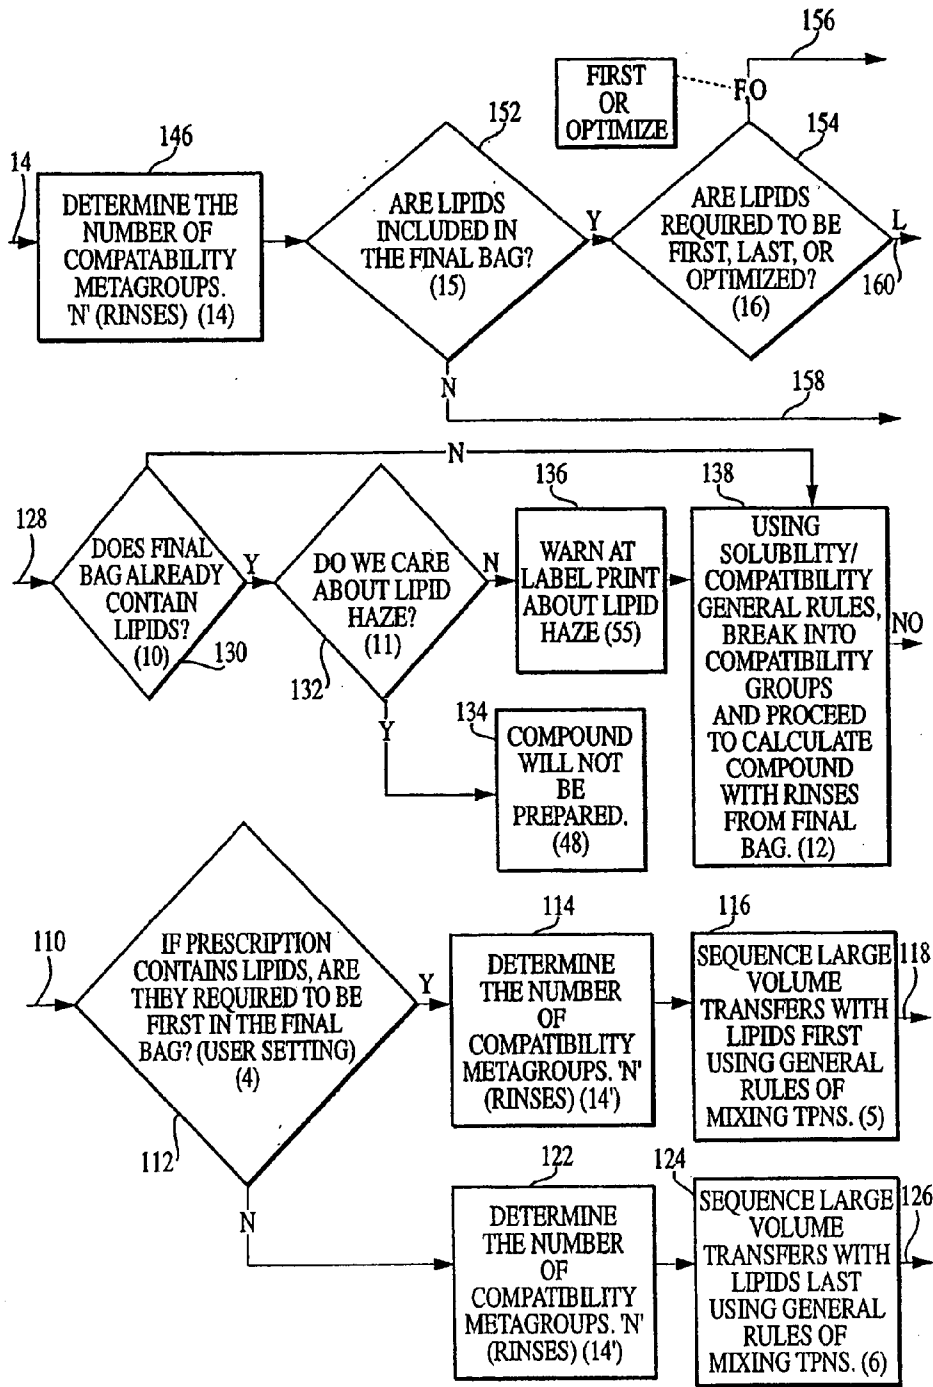 156
FIRST
OR
OPTIMIZE
F,O
146
152
154
14
DETERMINE THE
NUMBER OF
COMPATABILITY
METAGROUPS.
'N' (RINSES) (14)
ARE LIPIDS
INCLUDED IN
THE FINAL BAG?
(15)
Y
ARE LIPIDS
REQUIRED TO BE
FIRST, LAST, OR
OPTIMIZED?
(16)
L
160
N
158
N
128
DOES FINAL
BAG ALREADY
CONTAIN
LIPIDS?
(10)
130
Y
DO WE CARE
ABOUT LIPID
HAZE?
(11)
132
N
Y
136
WARN AT
LABEL PRINT
ABOUT LIPID
HAZE (55)
134
COMPOUND
WILL NOT
BE
PREPARED.
(48)
138
USING
SOLUBILITY/
COMPATIBILITY
GENERAL RULES,
BREAK INTO
COMPATIBILITY
GROUPS
AND PROCEED
TO CALCULATE
COMPOUND
WITH RINSES
FROM FINAL
BAG. (12)
NO
110
IF PRESCRIPTION
CONTAINS LIPIDS, ARE
THEY REQUIRED TO BE
FIRST IN THE FINAL
BAG? (USER SETTING)
(4)
112
Y
114
DETERMINE
THE NUMBER
OF
COMPATIBILITY
METAGROUPS. 'N'
(RINSES) (14')
116
SEQUENCE LARGE
VOLUME
TRANSFERS WITH
LIPIDS FIRST
USING GENERAL
RULES OF
MIXING TPNS. (5)
118
N
122
DETERMINE
THE NUMBER
OF
COMPATIBILITY
METAGROUPS. 'N'
(RINSES) (14')
124
SEQUENCE LARGE
VOLUME
TRANSFERS WITH
LIPIDS LAST
USING GENERAL
RULES OF
MIXING TPNS. (6)
126